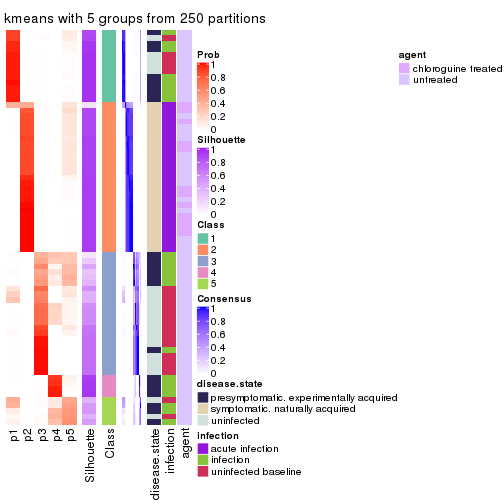 kmeans with 5 groups from 250 partitions
Prob
1
0.8
0.6
0.4
0.2
0
Silhouette
1
0.8
0.6
0.4
0.2
0
Class
1
2
3
4
5
Consensus
1
0.8
0.6
0.4
0.2
0
disease.state
presymptomatic. experimentally acquired
symptomatic. naturally acquired
uninfected
infection
acute infection
infection
uninfected baseline
agent
chloroguine treated
untreated
p1
p2
p3
p4
p5
Silhouette
Class
disease.state
infection
agent